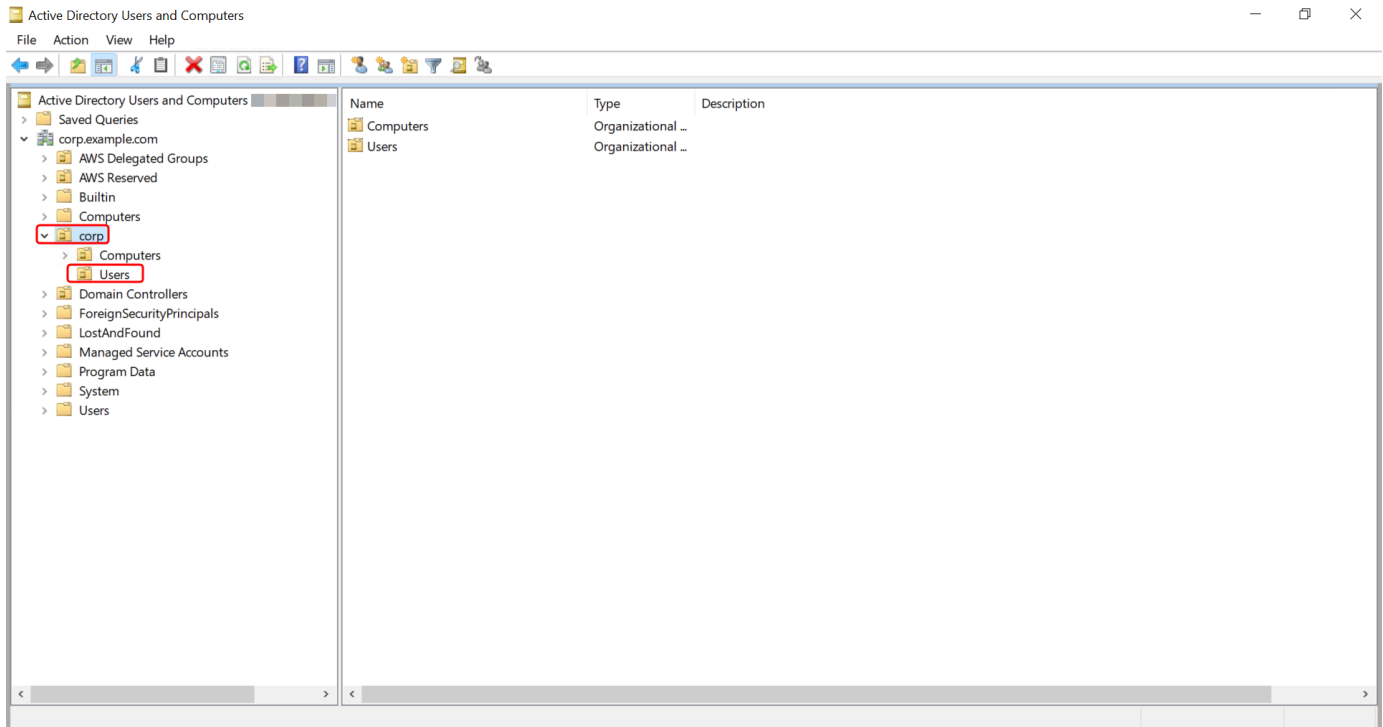 Active Directory Users and Computers
File Action View Help
Active Directory Users and Computers
Saved Queries
corp.example.com
AWS Delegated Groups
AWS Reserved
Builtin
Computers
corp
Computers
Users
Domain Controllers
ForeignSecurityPrincipals
LostAndFound
Managed Service Accounts
Program Data
System
Users
Name Type Description
Computers Organizational ...
Users Organizational ...